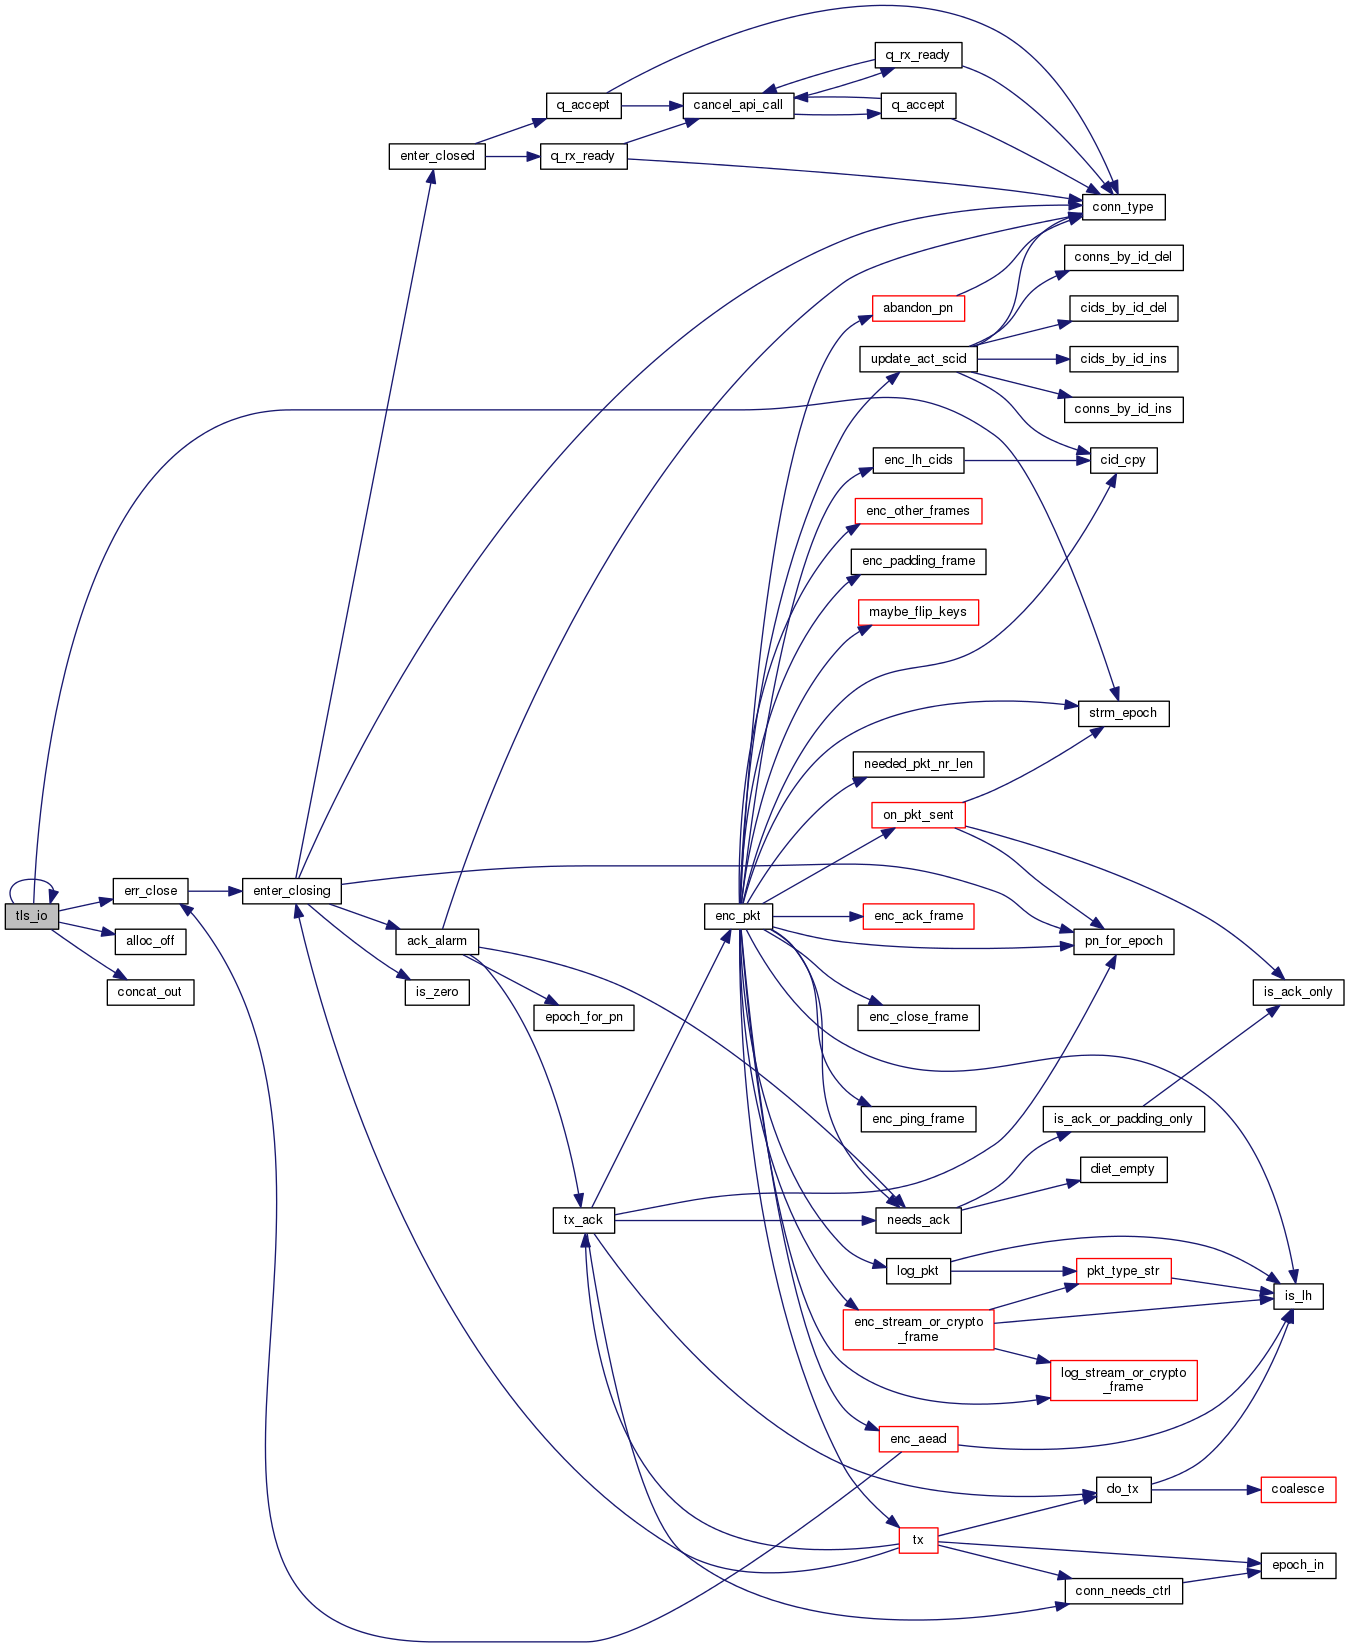 q_rx_ready
q_accept
cancel_api_call
q_accept
enter_closed
q_rx_ready
conn_type
conns_by_id_del
abandon_pn
cids_by_id_del
update_act_scid
cids_by_id_ins
conns_by_id_ins
enc_lh_cids
cid_cpy
enc_other_frames
enc_padding_frame
maybe_flip_keys
strm_epoch
needed_pkt_nr_len
on_pkt_sent
err_close
enter_closing
tls_io
enc_pkt
enc_ack_frame
alloc_off
ack_alarm
pn_for_epoch
concat_out
is_zero
is_ack_only
epoch_for_pn
enc_close_frame
enc_ping_frame
is_ack_or_padding_only
diet_empty
tx_ack
needs_ack
log_pkt
pkt_type_str
is_lh
enc_stream_or_crypto
_frame
log_stream_or_crypto
_frame
enc_aead
do_tx
coalesce
tx
epoch_in
conn_needs_ctrl